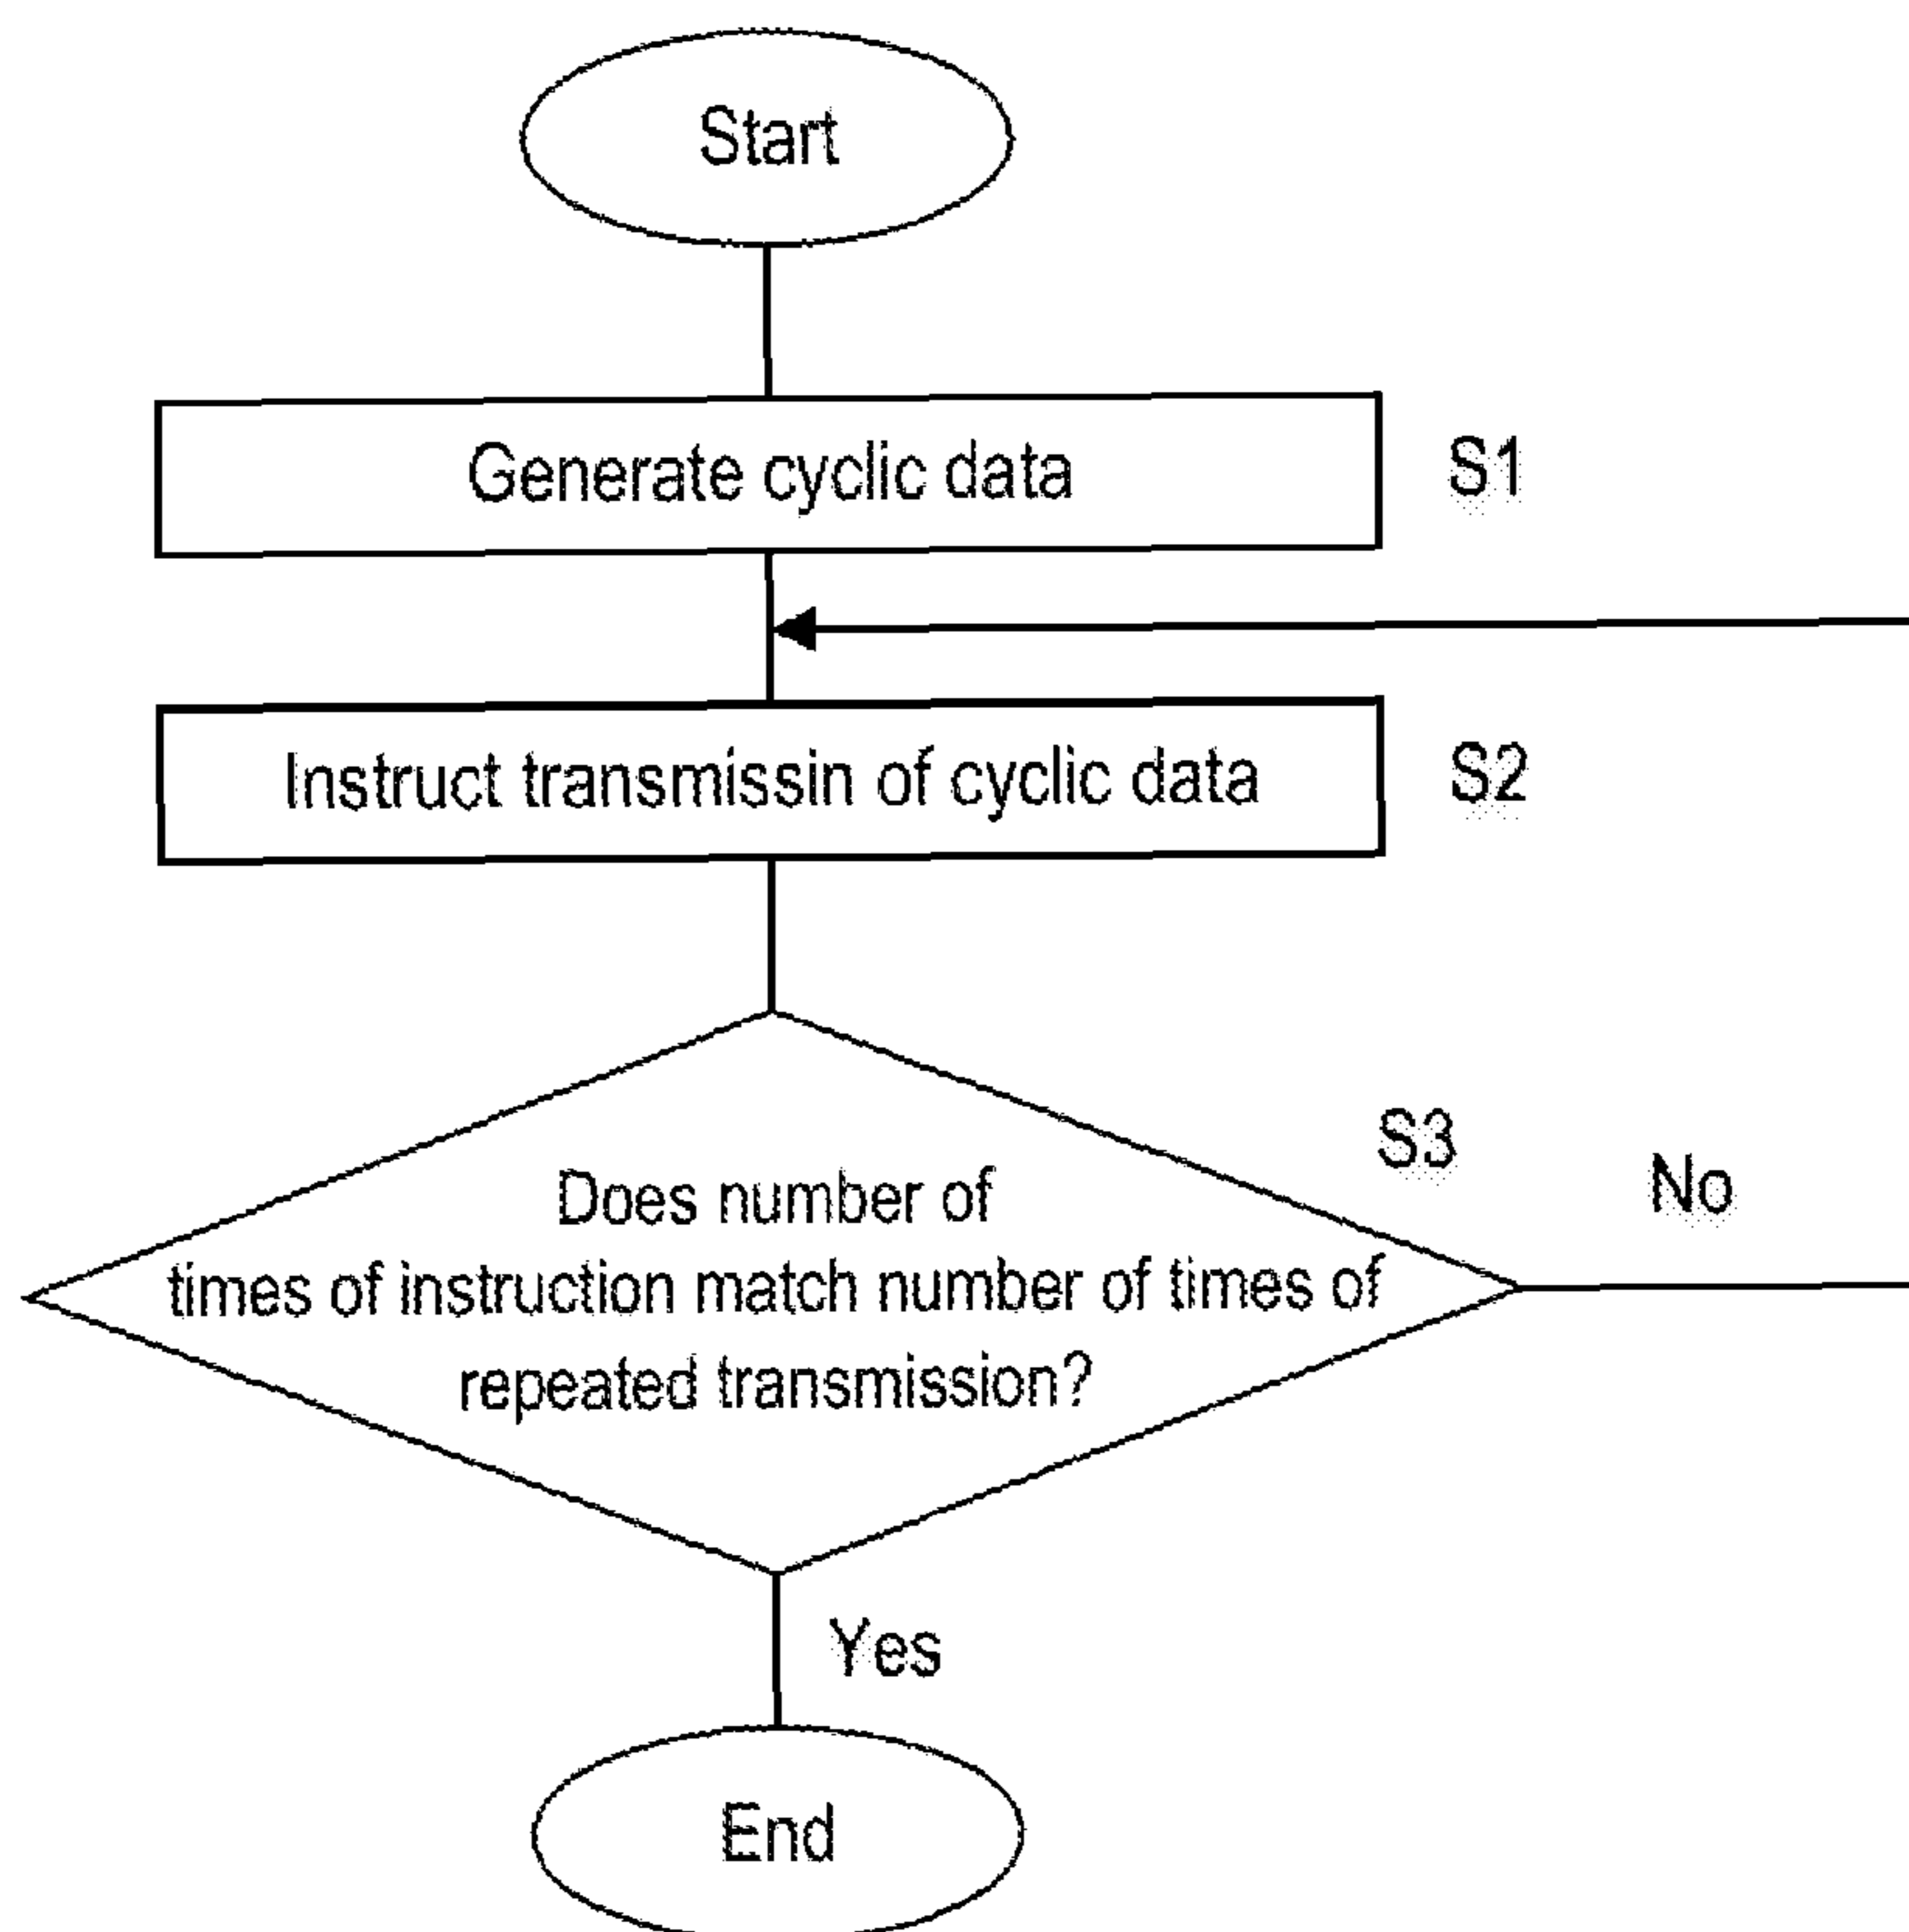 Start
Generate cyclic data
S1
Instruct transmissin of cyclic data
S2
S3
No
Does number of
times of instruction match number of times of
repeated transmission?
Yes
End